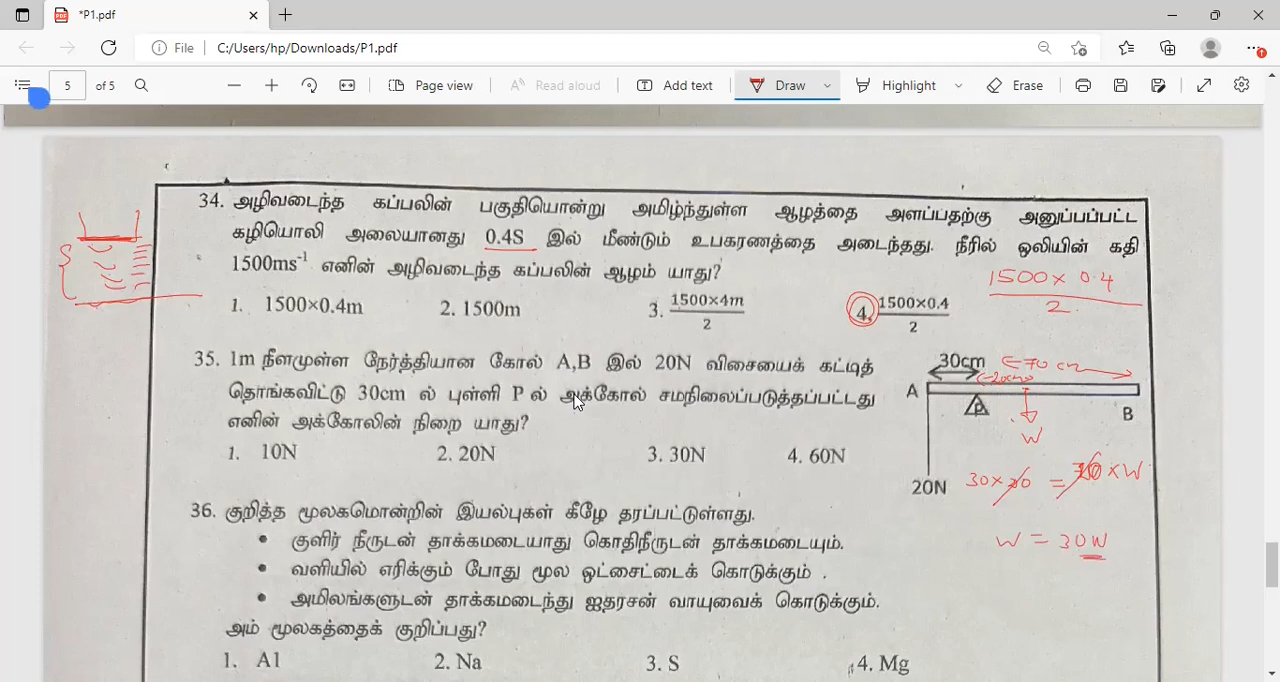 *P1.pdf
File C:/Users/hp/Downloads/P1.pdf
5 of 5 Page view Read aloud Add text Draw Highlight Erase
34. அழிவடைந்த கப்பலின் பகுதியொன்று அமிழ்ந்துள்ள ஆழத்தை அளப்பதற்கு அனுப்பப்பட்ட
கழியொலி அலையானது 0.4S இல் மீண்டும் உபகரணத்தை அடைந்தது. நீரில் ஒலியின் கதி
1500ms⁻¹ எனின் அழிவடைந்த கப்பலின் ஆழம் யாது?
1500 × 0.4
2
1. 1500×0.4m 2. 1500m 3. 1500×4m/2 4. 1500×0.4/2
35. 1m நீளமுள்ள நேர்த்தியான கோல் A,B இல் 20N விசையைக் கட்டித்
தொங்கவிட்டு 30cm ல் புள்ளி P ல் அக்கோல் சமநிலைப்படுத்தப்பட்டது
எனின் அக்கோலின் நிறை யாது?
1. 10N 2. 20N 3. 30N 4. 60N
30cm 70 cm
20cm
A
P
B
W
20N
30 × 20 = 20 × W
W = 30N
36. குறித்த மூலகமொன்றின் இயல்புகள் கீழே தரப்பட்டுள்ளது.
• குளிர் நீருடன் தாக்கமடையாது கொதிநீருடன் தாக்கமடையும்.
• வளியில் எரிக்கும் போது மூல ஒட்சைட்டைக் கொடுக்கும் .
• அமிலங்களுடன் தாக்கமடைந்து ஐதரசன் வாயுவைக் கொடுக்கும்.
அம் மூலகத்தைக் குறிப்பது?
1. Al 2. Na 3. S 4. Mg